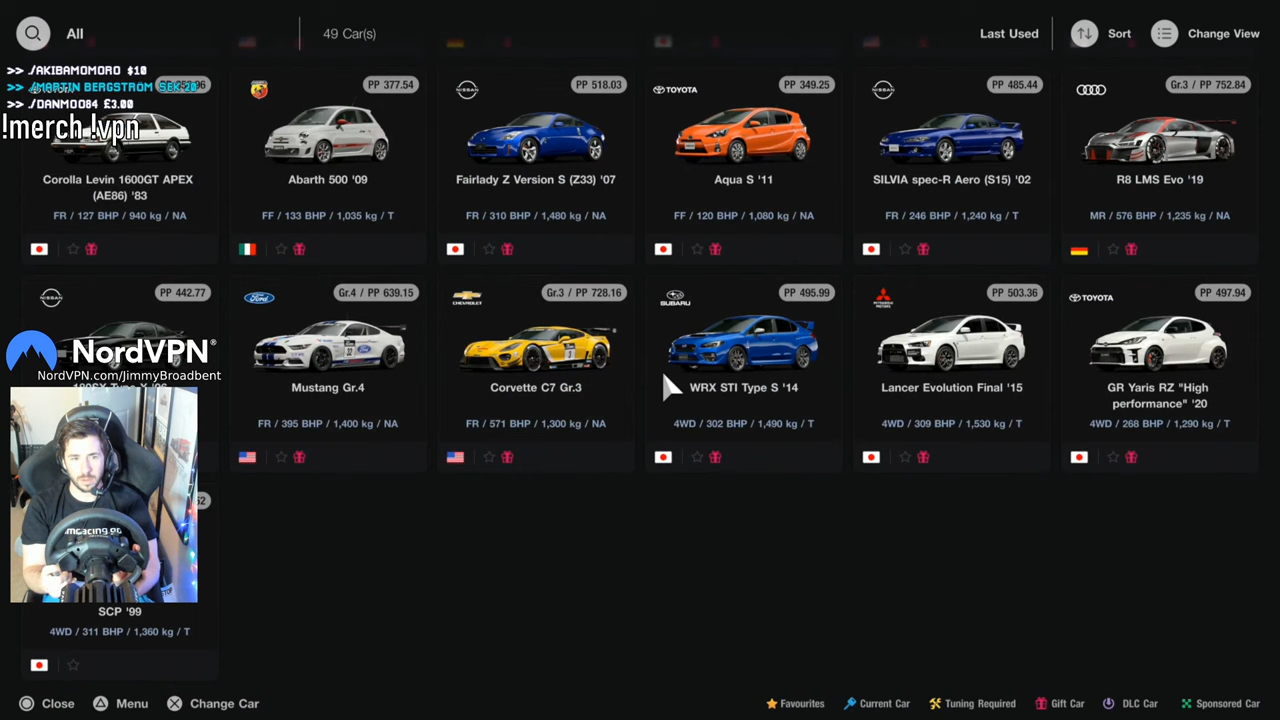 All
49 Car(s)
Last Used
Sort
Change View
>> ./AKIBAMOMORO $10
>> ./MARTIN BERGSTROM SEK 20
>> ./DANMOO84 £3.00
!merch !vpn
PP 377.54
NISSAN
PP 518.03
TOYOTA
PP 349.25
NISSAN
PP 485.44
Gr.3 / PP 752.84
Corolla Levin 1600GT APEX
(AE86) '83
Abarth 500 '09
Fairlady Z Version S (Z33) '07
Aqua S '11
SILVIA spec-R Aero (S15) '02
R8 LMS Evo '19
FR / 127 BHP / 940 kg / NA
FF / 133 BHP / 1,035 kg / T
FR / 310 BHP / 1,480 kg / NA
FF / 120 BHP / 1,080 kg / NA
FR / 246 BHP / 1,240 kg / T
MR / 576 BHP / 1,235 kg / NA
NISSAN
PP 442.77
Ford
Gr.4 / PP 639.15
CHEVROLET
Gr.3 / PP 728.16
SUBARU
PP 495.99
MITSUBISHI
MOTORS
PP 503.36
TOYOTA
PP 497.94
NordVPN®
NordVPN.com/JimmyBroadbent
Mustang Gr.4
Corvette C7 Gr.3
WRX STI Type S '14
Lancer Evolution Final '15
GR Yaris RZ "High
performance" '20
FR / 395 BHP / 1,400 kg / NA
FR / 571 BHP / 1,300 kg / NA
4WD / 302 BHP / 1,490 kg / T
4WD / 309 BHP / 1,530 kg / T
4WD / 268 BHP / 1,290 kg / T
SCP '99
4WD / 311 BHP / 1,360 kg / T
Close
Menu
Change Car
Favourites
Current Car
Tuning Required
Gift Car
DLC Car
Sponsored Car